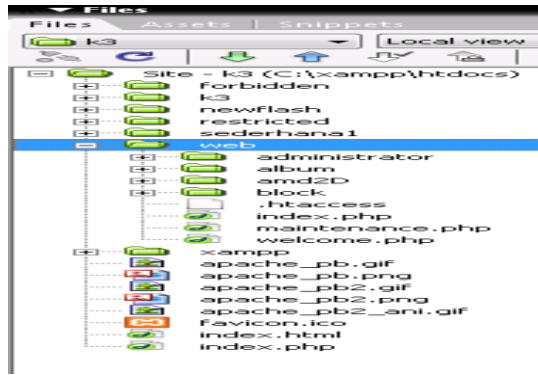 Files
Files Assets Snippets
k3 Local view
Site - k3 (C:\xampp\htdocs)
forbidden
k3
newflash
restricted
sederhana1
web
administrator
album
amd2D
block
.htaccess
index.php
maintenance.php
welcome.php
xampp
apache_pb.gif
apache_pb.png
apache_pb2.gif
apache_pb2.png
apache_pb2_ani.gif
favicon.ico
index.html
index.php